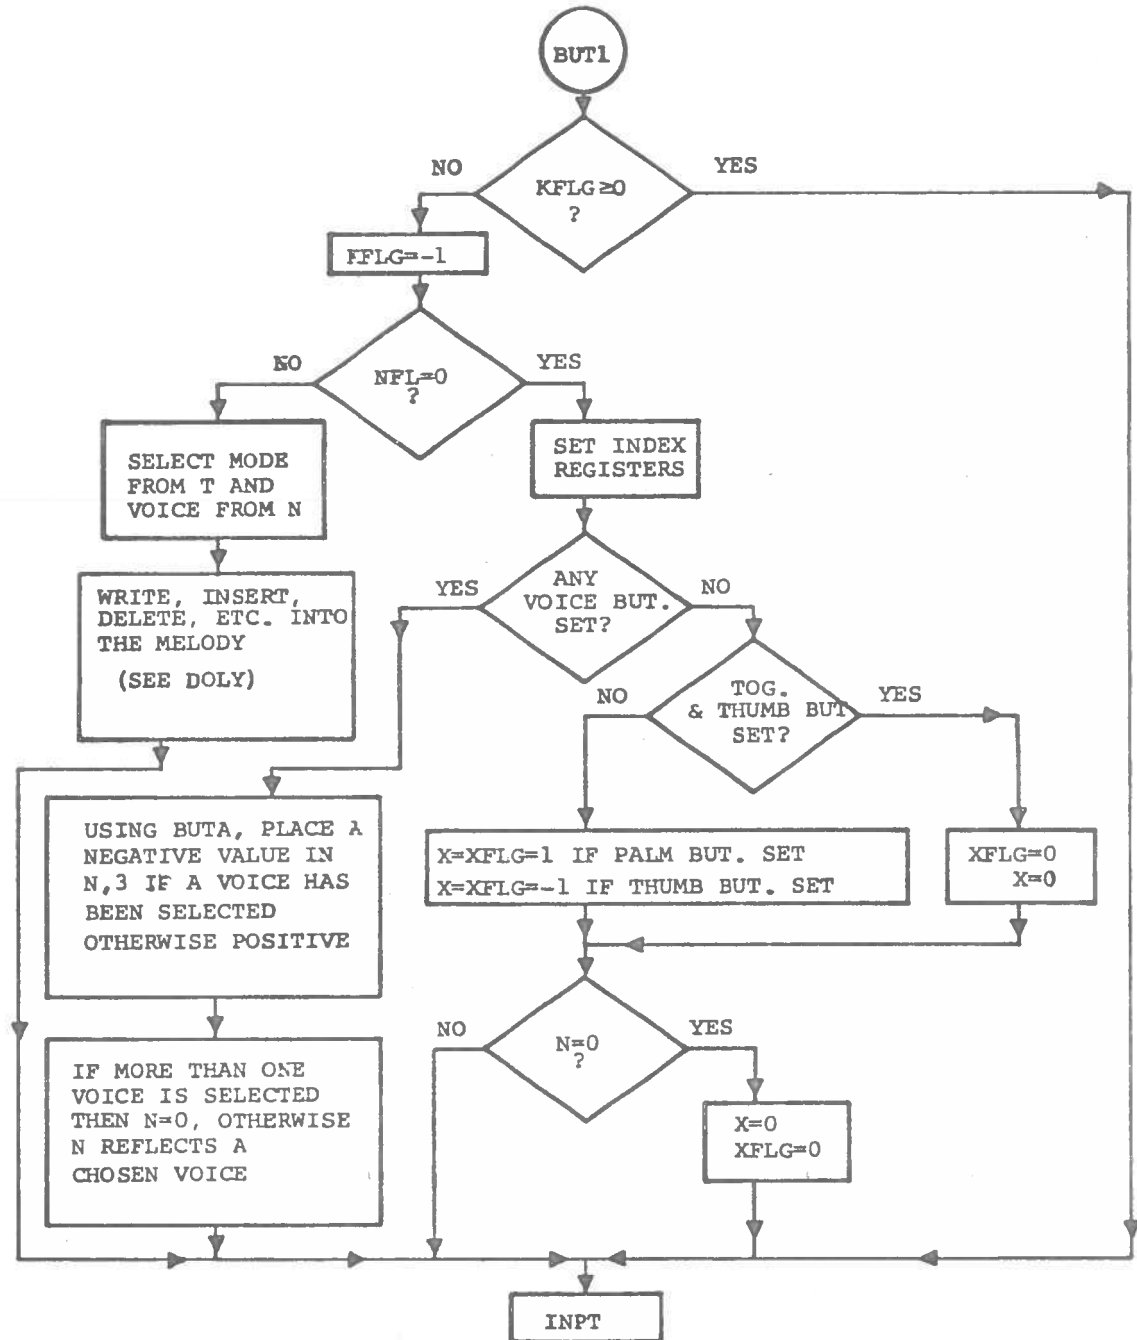 BUT1
NO
YES
KFLG≥0
?
FFLG=-1
NO
YES
NFL=0
?
SELECT MODE
FROM T AND
VOICE FROM N
SET INDEX
REGISTERS
WRITE, INSERT,
DELETE, ETC. INTO
THE MELODY
(SEE DOLY)
YES
ANY
VOICE BUT.
SET?
NO
NO
TOG.
& THUMB BUT
SET?
YES
USING BUTA, PLACE A
NEGATIVE VALUE IN
N,3 IF A VOICE HAS
BEEN SELECTED
OTHERWISE POSITIVE
X=XFLG=1 IF PALM BUT. SET
X=XFLG=-1 IF THUMB BUT. SET
XFLG=0
X=0
NO
N=0
?
YES
IF MORE THAN ONE
VOICE IS SELECTED
THEN N=0, OTHERWISE
N REFLECTS A
CHOSEN VOICE
X=0
XFLG=0
INPT